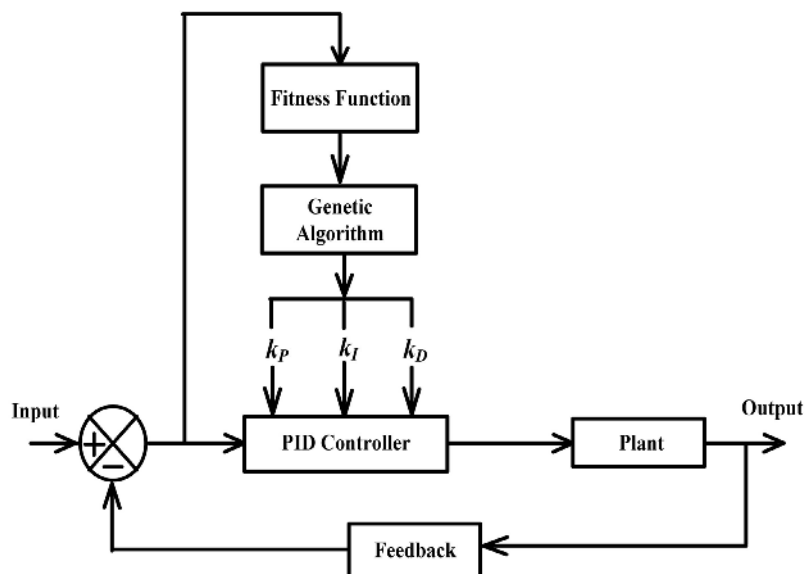 Fitness Function
Genetic
Algorithm
kP kI kD
Input
+
−
PID Controller
Plant
Output
Feedback